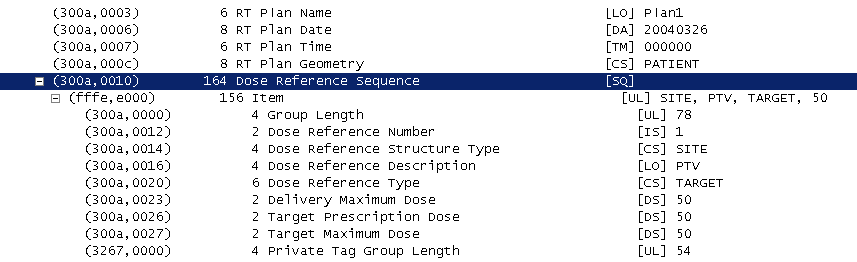 (300a,0003) 6 RT Plan Name [LO] Plan1
(300a,0006) 8 RT Plan Date [DA] 20040326
(300a,0007) 6 RT Plan Time [TM] 000000
(300a,000c) 8 RT Plan Geometry [CS] PATIENT
(300a,0010) 164 Dose Reference Sequence [SQ]
(fffe,e000) 156 Item [UL] SITE, PTV, TARGET, 50
(300a,0000) 4 Group Length [UL] 78
(300a,0012) 2 Dose Reference Number [IS] 1
(300a,0014) 4 Dose Reference Structure Type [CS] SITE
(300a,0016) 4 Dose Reference Description [LO] PTV
(300a,0020) 6 Dose Reference Type [CS] TARGET
(300a,0023) 2 Delivery Maximum Dose [DS] 50
(300a,0026) 2 Target Prescription Dose [DS] 50
(300a,0027) 2 Target Maximum Dose [DS] 50
(3267,0000) 4 Private Tag Group Length [UL] 54